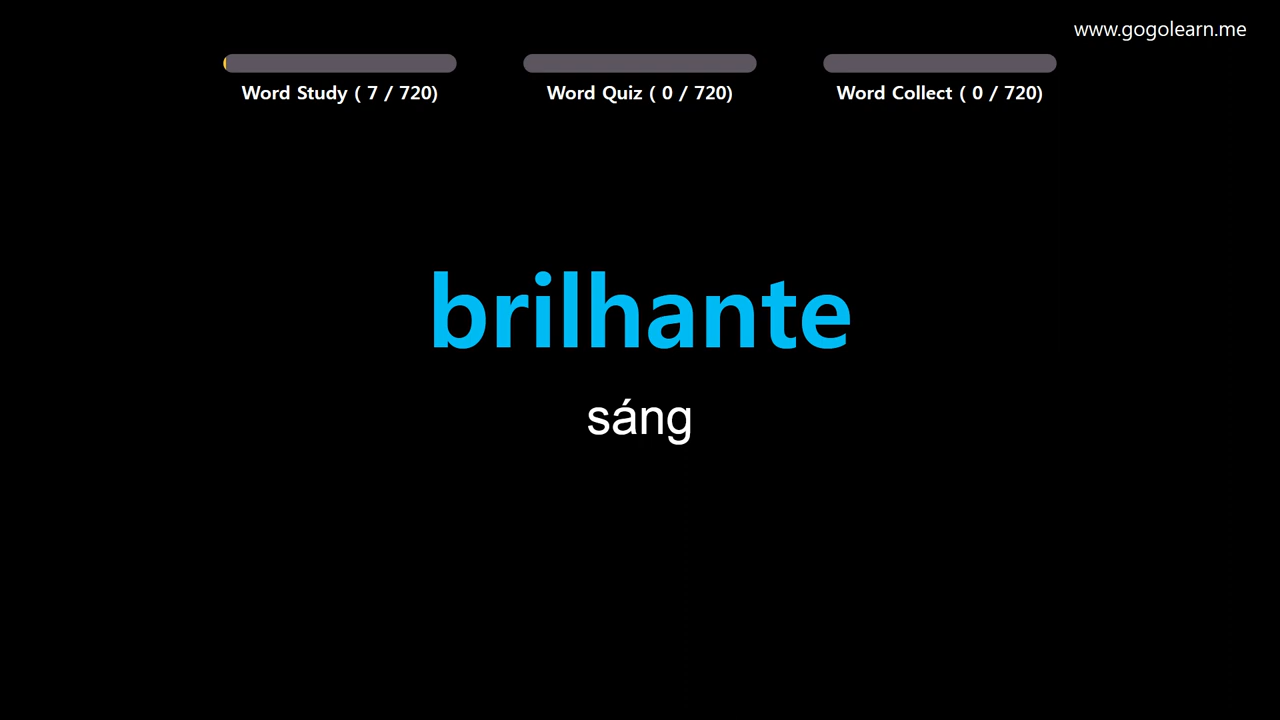 www.gogolearn.me
Word Study ( 7 / 720)
Word Quiz ( 0 / 720)
Word Collect ( 0 / 720)
brilhante
sáng